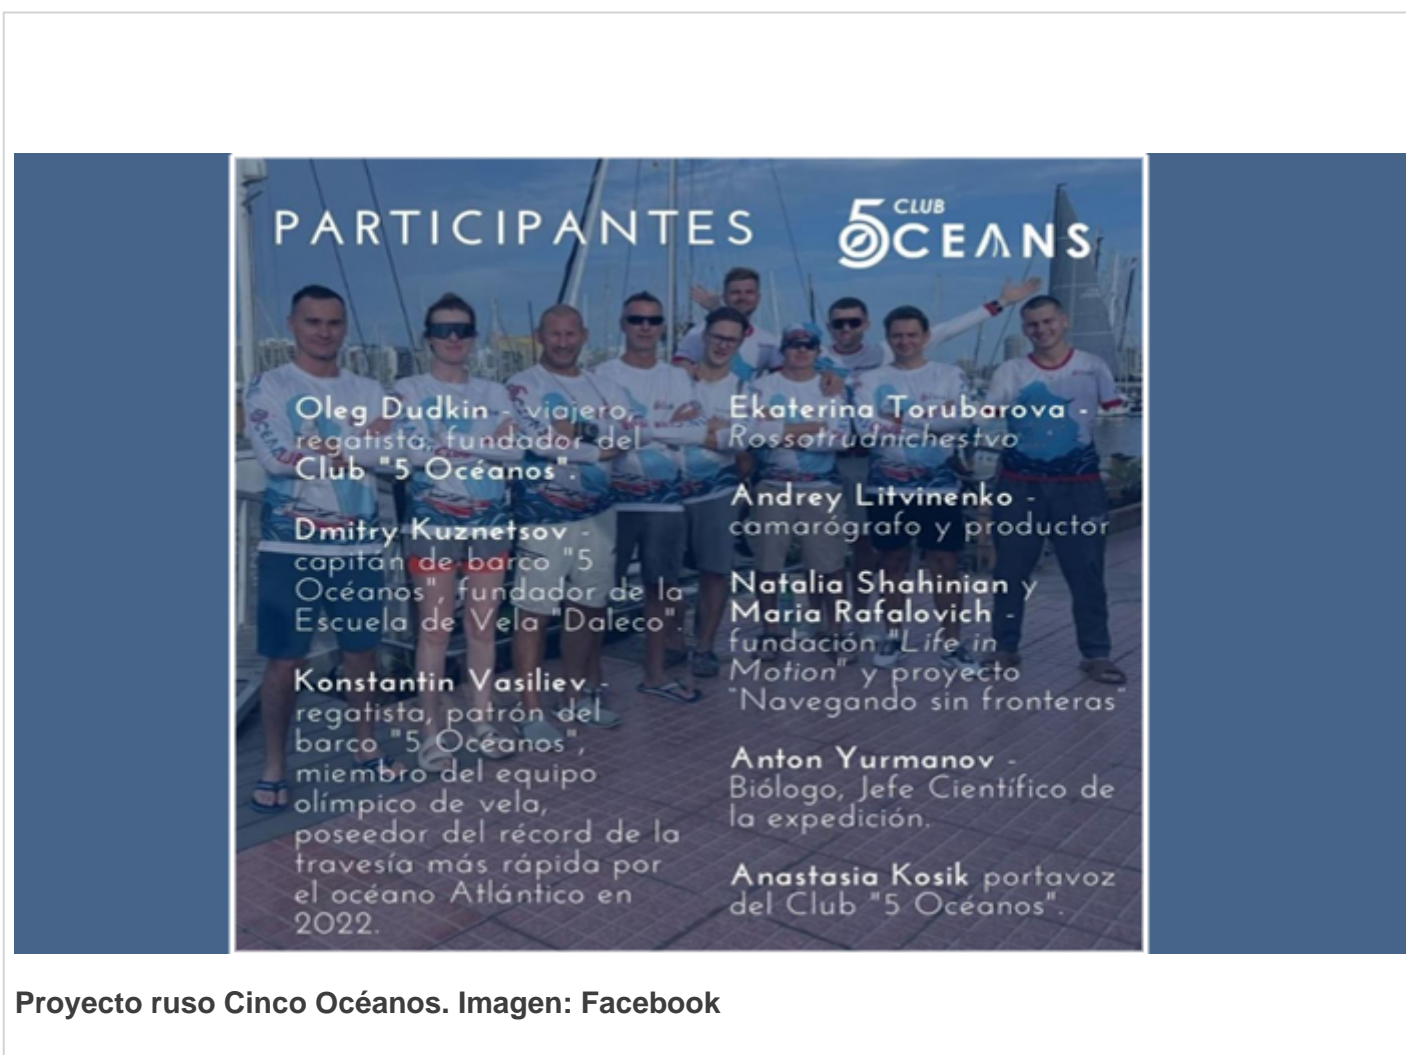 PARTICIPANTES
5 CLUB
OCEANS
Oleg Dudkin - viajero,
regatista, fundador del
Club "5 Océanos".
Dmitry Kuznetsov -
capitán de barco "5
Océanos", fundador de la
Escuela de Vela "Daleco".
Konstantin Vasiliev -
regatista, patrón del
barco "5 Océanos",
miembro del equipo
olímpico de vela,
poseedor del récord de la
travesía más rápida por
el océano Atlántico en
2022.
Ekaterina Torubarova -
Rossotrudnichestvo
Andrey Litvinenko -
camarógrafo y productor
Natalia Shahinian y
Maria Rafalovich -
fundación "Life in
Motion" y proyecto
"Navegando sin fronteras"
Anton Yurmanov -
Biólogo, Jefe Científico de
la expedición.
Anastasia Kosik portavoz
del Club "5 Océanos".
Proyecto ruso Cinco Océanos. Imagen: Facebook